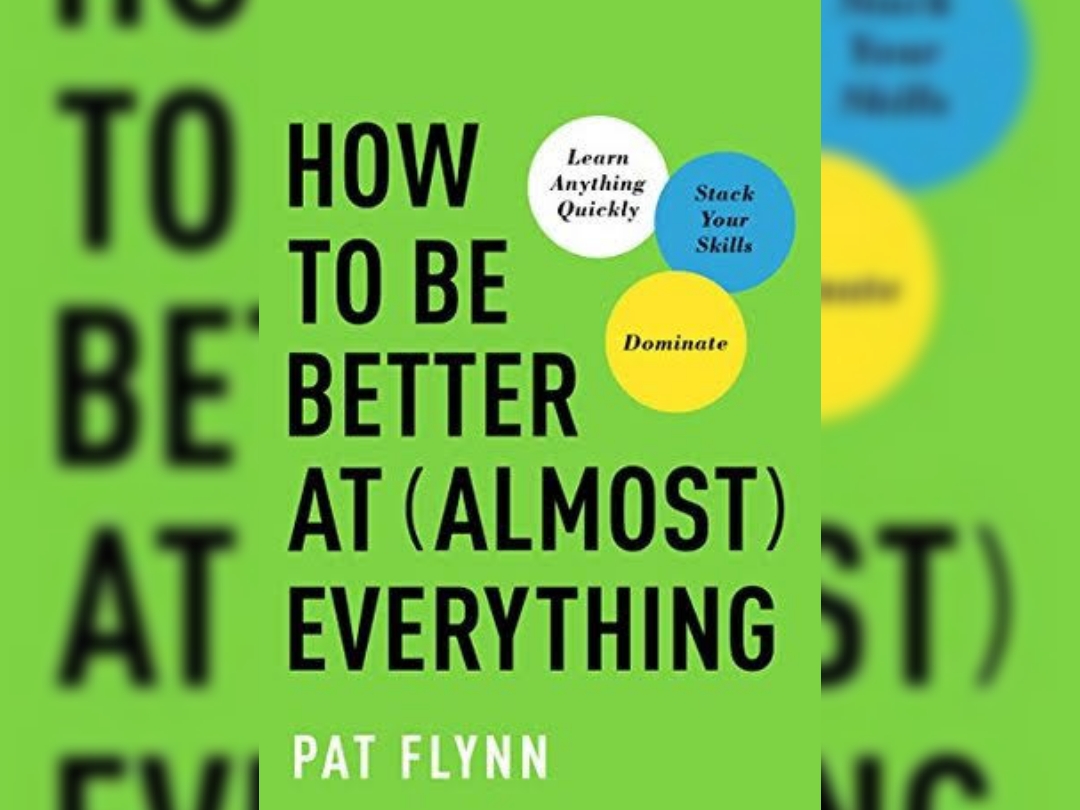 HOW
TO BE
BETTER
AT (ALMOST)
EVERYTHING
Learn
Anything
Quickly
Stack
Your
Skills
Dominate
PAT FLYNN